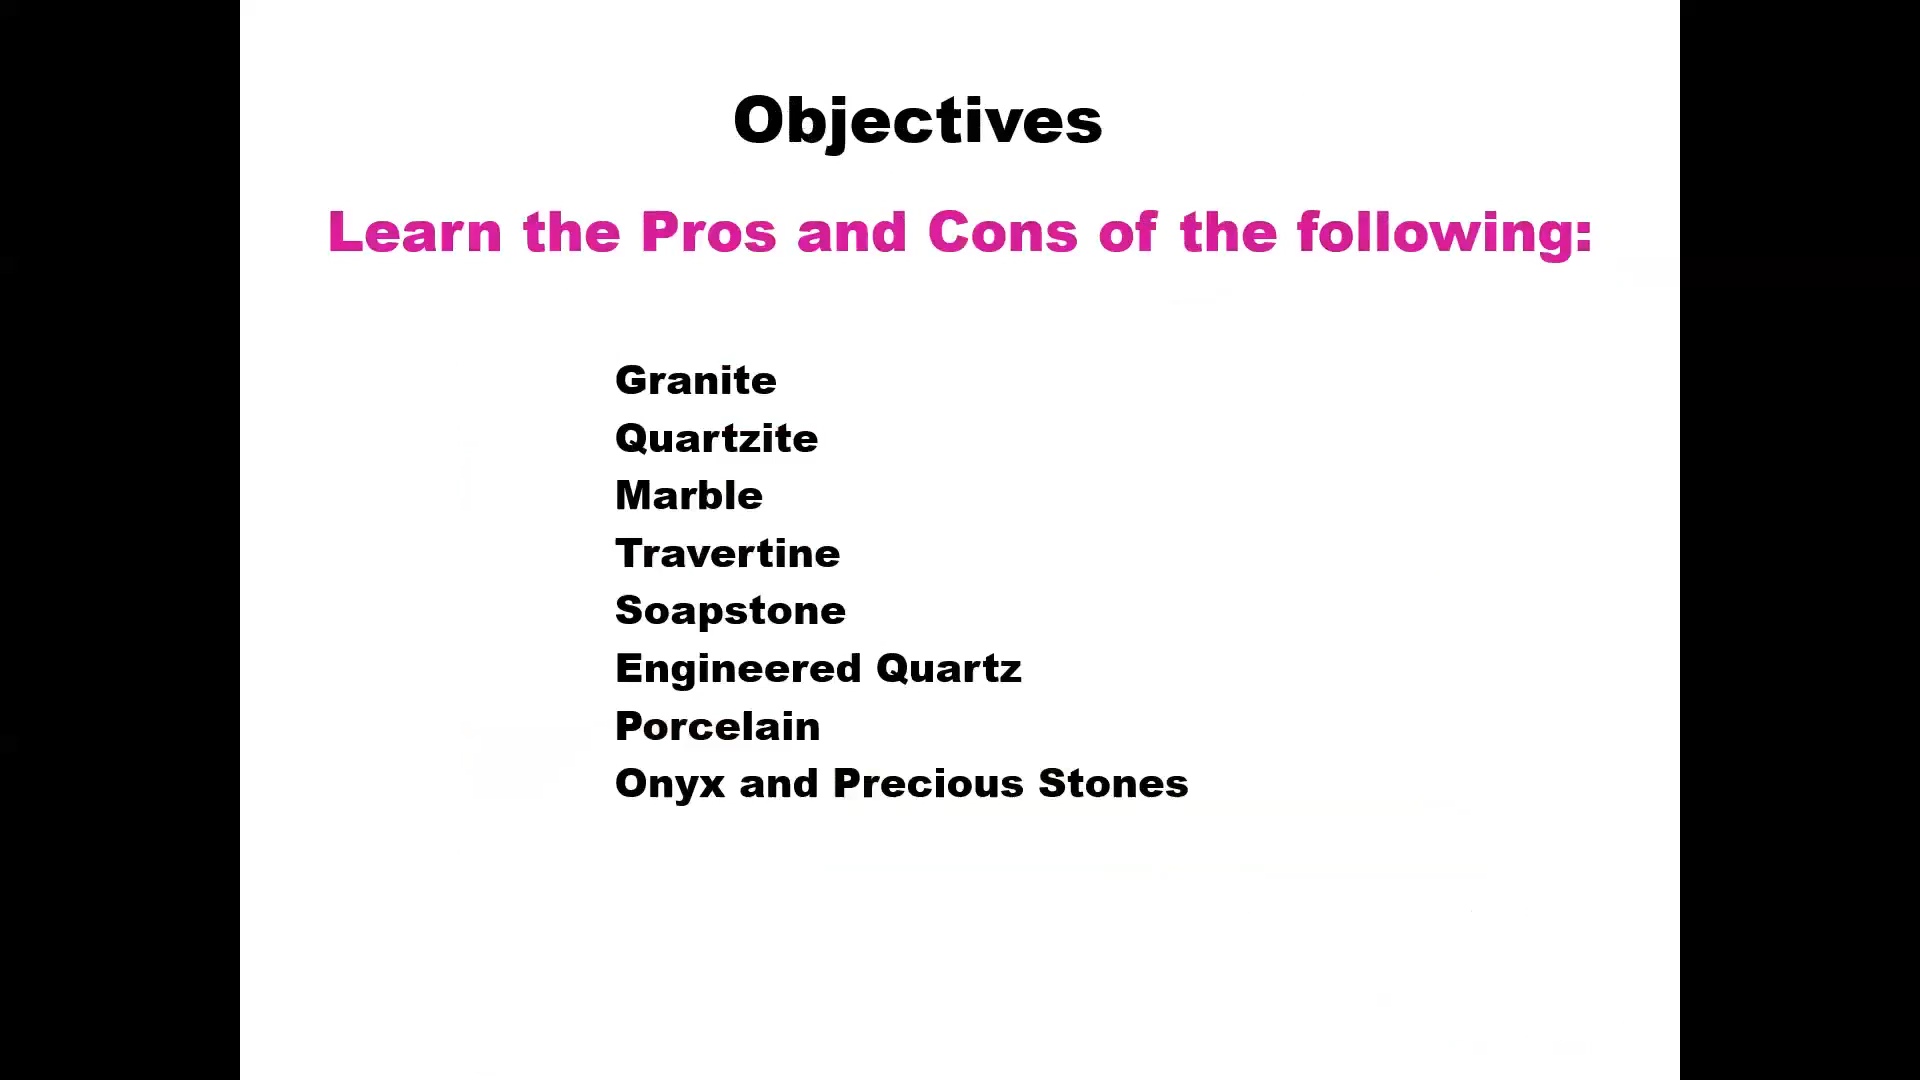 Objectives
Learn the Pros and Cons of the following:
Granite
Quartzite
Marble
Travertine
Soapstone
Engineered Quartz
Porcelain
Onyx and Precious Stones